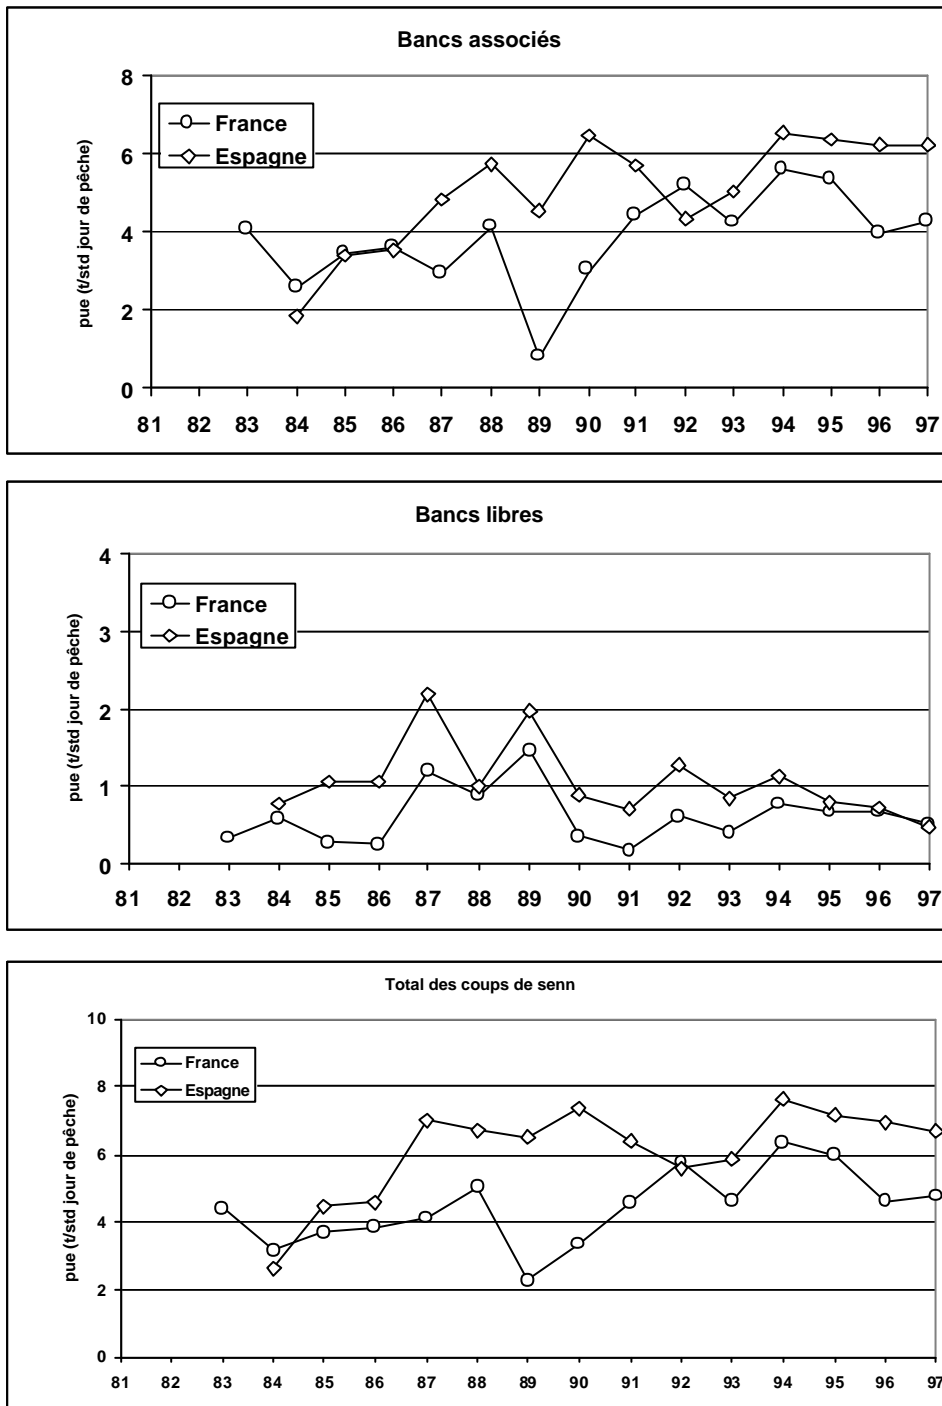 Bancs associés
pue (t/std jour de pêche)
8
6
4
2
0
France
Espagne
81 82 83 84 85 86 87 88 89 90 91 92 93 94 95 96 97
Bancs libres
pue (t/std jour de pêche)
4
3
2
1
0
France
Espagne
81 82 83 84 85 86 87 88 89 90 91 92 93 94 95 96 97
Total des coups de senn
pue (t/std jour de pêche)
10
8
6
4
2
0
France
Espagne
81 82 83 84 85 86 87 88 89 90 91 92 93 94 95 96 97